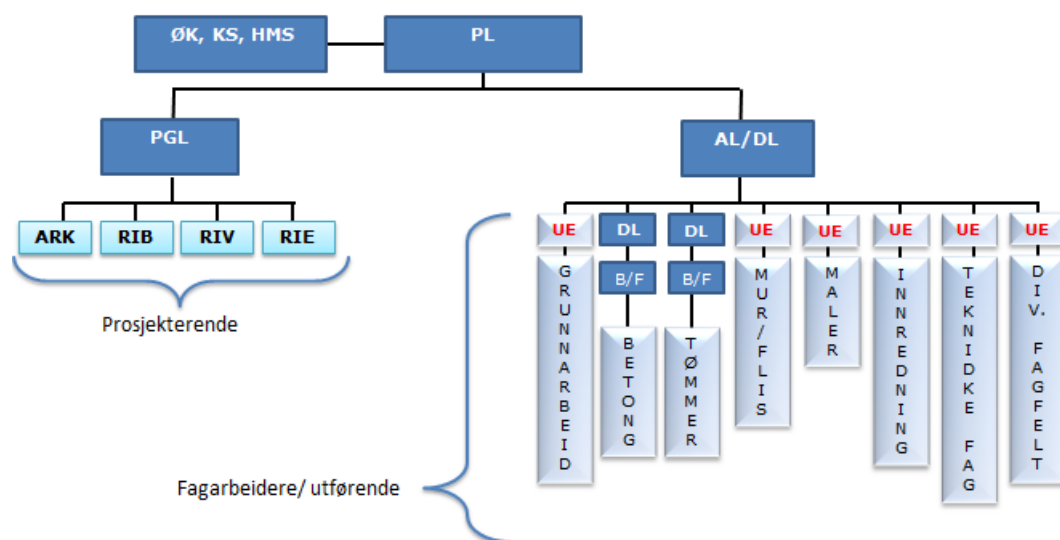 ØK, KS, HMS
PL
PGL
AL/DL
ARK
RIB
RIV
RIE
Prosjekterende
UE
DL
DL
UE
UE
UE
UE
UE
B/F
B/F
GRUNNARBEID
BETONG
TØMMER
MUR/FLIS
MALER
INNREDNING
TEKNIDKE FAG
DIV. FAGFELT
Fagarbeidere/ utførende